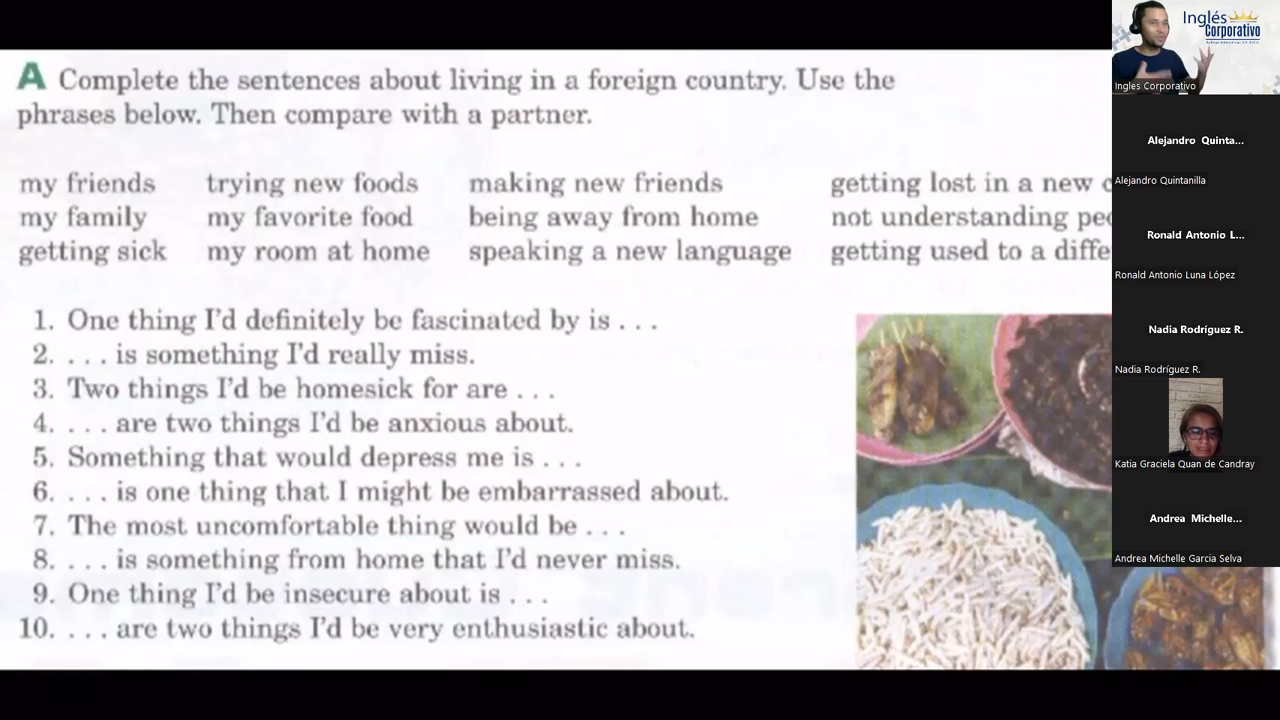 A Complete the sentences about living in a foreign country. Use the
phrases below. Then compare with a partner.
my friends trying new foods making new friends getting lost in a new
my family my favorite food being away from home not understanding
getting sick my room at home speaking a new language getting used to a
1. One thing I'd definitely be fascinated by is . . .
2. . . . is something I'd really miss.
3. Two things I'd be homesick for are . . .
4. . . . are two things I'd be anxious about.
5. Something that would depress me is . . .
6. . . . is one thing that I might be embarrassed about.
7. The most uncomfortable thing would be . . .
8. . . . is something from home that I'd never miss.
9. One thing I'd be insecure about is . . .
10. . . . are two things I'd be very enthusiastic about.
Inglés
Corporativo
Ingles Corporativo
Alejandro Quinta...
Alejandro Quintanilla
Ronald Antonio L...
Ronald Antonio Luna López
Nadia Rodríguez R.
Nadia Rodríguez R.
Katia Graciela Quan de Candray
Andrea Michelle...
Andrea Michelle Garcia Selva